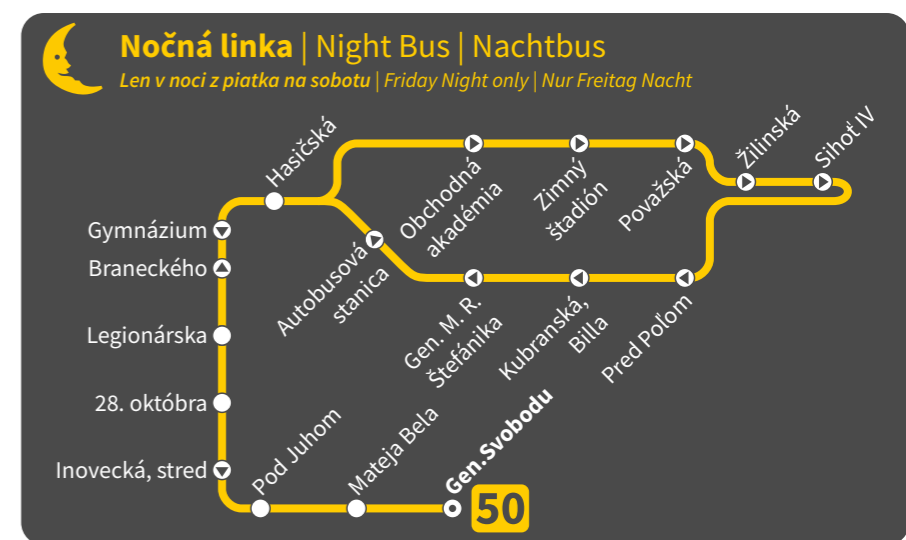 Nočná linka | Night Bus | Nachtbus
Len v noci z piatka na sobotu | Friday Night only | Nur Freitag Nacht
Hasičská
Obchodná
akadémia
Zimný
štadión
Považská
Žilinská
Sihoť IV
Gymnázium
Braneckého
Autobusová
stanica
Gen. M. R.
Štefánika
Kubranská,
Billa
Pred Poľom
Legionárska
28. októbra
Inovecká, stred
Pod Juhom
Mateja Bela
Gen.Svobodu
50